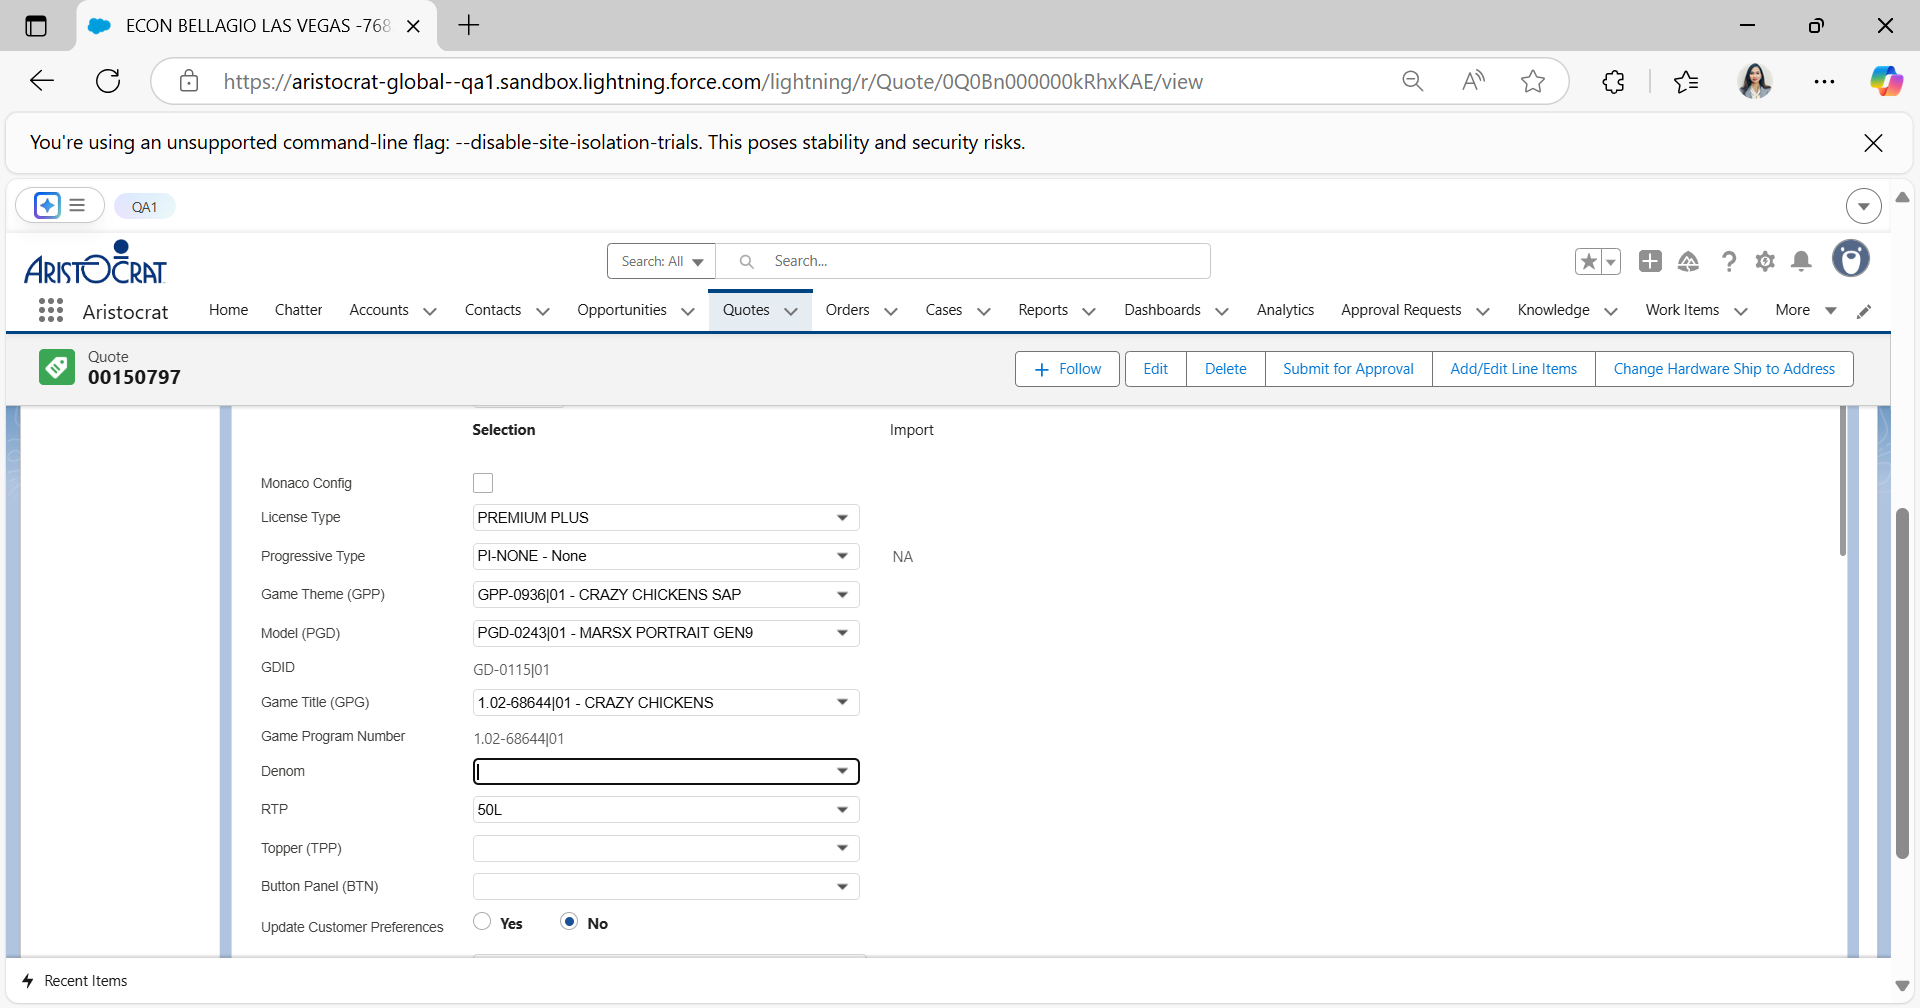 ECON BELLAGIO LAS VEGAS -768
https://aristocrat-global--qa1.sandbox.lightning.force.com/lightning/r/Quote/0Q0Bn000000kRhxKAE/view
You're using an unsupported command-line flag: --disable-site-isolation-trials. This poses stability and security risks.
QA1
ARISTOCRAT
Search: All
Search...
Aristocrat
Home
Chatter
Accounts
Contacts
Opportunities
Quotes
Orders
Cases
Reports
Dashboards
Analytics
Approval Requests
Knowledge
Work Items
More
Quote
00150797
Follow
Edit
Delete
Submit for Approval
Add/Edit Line Items
Change Hardware Ship to Address
Selection
Import
Monaco Config
License Type
PREMIUM PLUS
Progressive Type
PI-NONE - None
NA
Game Theme (GPP)
GPP-0936|01 - CRAZY CHICKENS SAP
Model (PGD)
PGD-0243|01 - MARSX PORTRAIT GEN9
GDID
GD-0115|01
Game Title (GPG)
1.02-68644|01 - CRAZY CHICKENS
Game Program Number
1.02-68644|01
Denom
RTP
50L
Topper (TPP)
Button Panel (BTN)
Update Customer Preferences
Yes
No
Recent Items